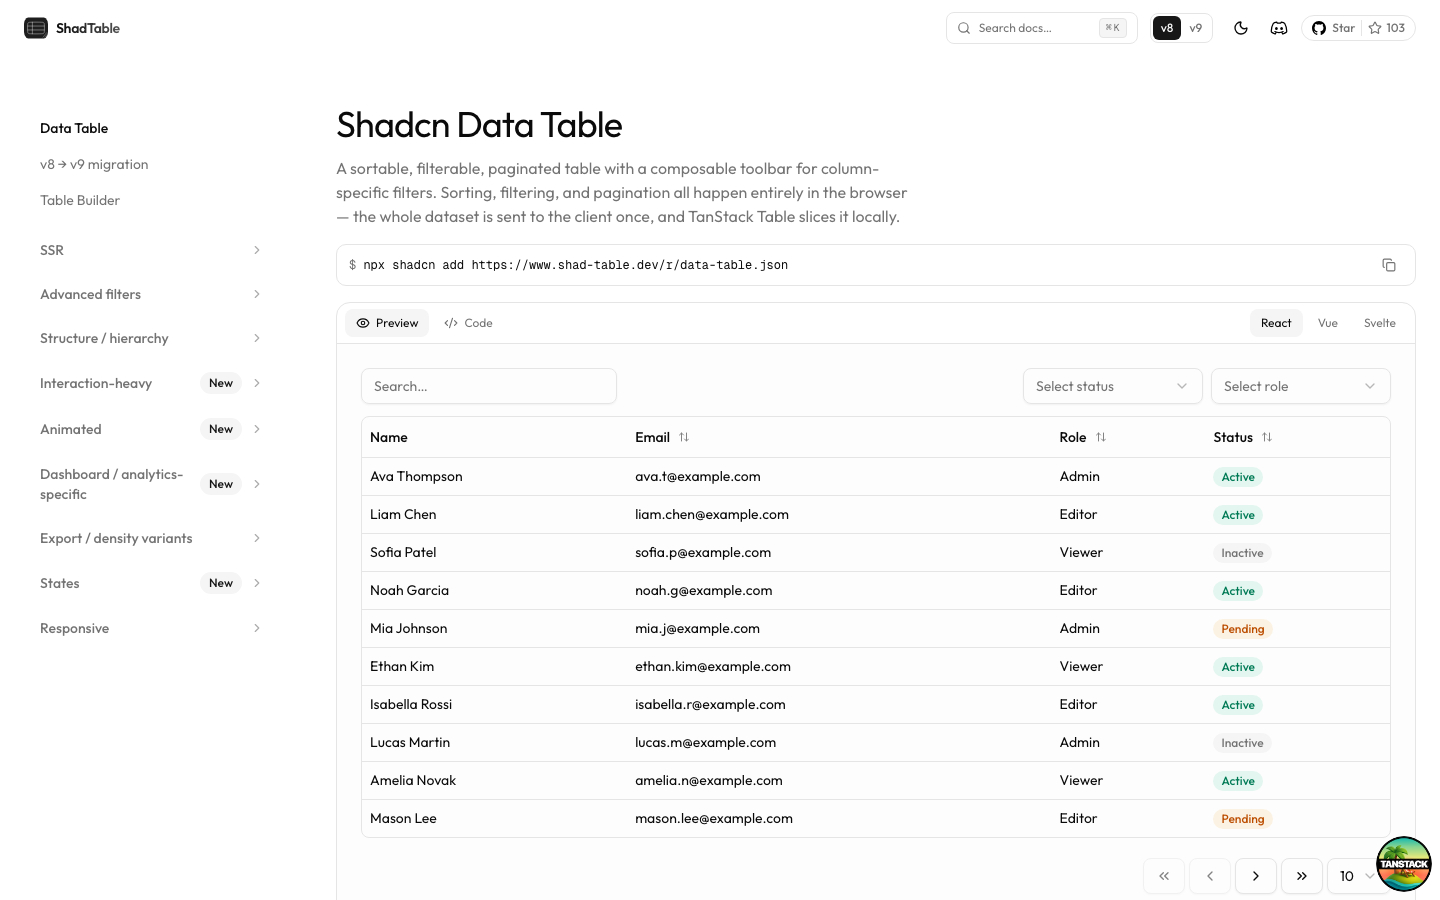 ShadTable
Search docs...
⌘K
v8
v9
Star
103
Data Table
v8 → v9 migration
Table Builder
SSR
Advanced filters
Structure / hierarchy
Interaction-heavy New
Animated New
Dashboard / analytics-
specific New
Export / density variants
States New
Responsive
Shadcn Data Table
A sortable, filterable, paginated table with a composable toolbar for column-
specific filters. Sorting, filtering, and pagination all happen entirely in the browser
— the whole dataset is sent to the client once, and TanStack Table slices it locally.
$ npx shadcn add https://www.shad-table.dev/r/data-table.json
Preview
Code
React
Vue
Svelte
Search...
Select status
Select role
Name Email Role Status
Ava Thompson ava.t@example.com Admin Active
Liam Chen liam.chen@example.com Editor Active
Sofia Patel sofia.p@example.com Viewer Inactive
Noah Garcia noah.g@example.com Editor Active
Mia Johnson mia.j@example.com Admin Pending
Ethan Kim ethan.kim@example.com Viewer Active
Isabella Rossi isabella.r@example.com Editor Active
Lucas Martin lucas.m@example.com Admin Inactive
Amelia Novak amelia.n@example.com Viewer Active
Mason Lee mason.lee@example.com Editor Pending
10
TANSTACK